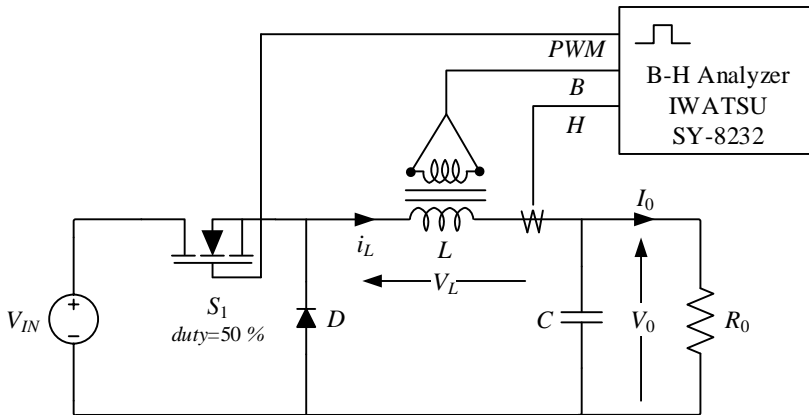 PWM
B
H
B-H Analyzer
IWATSU
SY-8232
I0
iL
L
VL
S1
duty=50 %
VIN
+
−
D
C
V0
R0